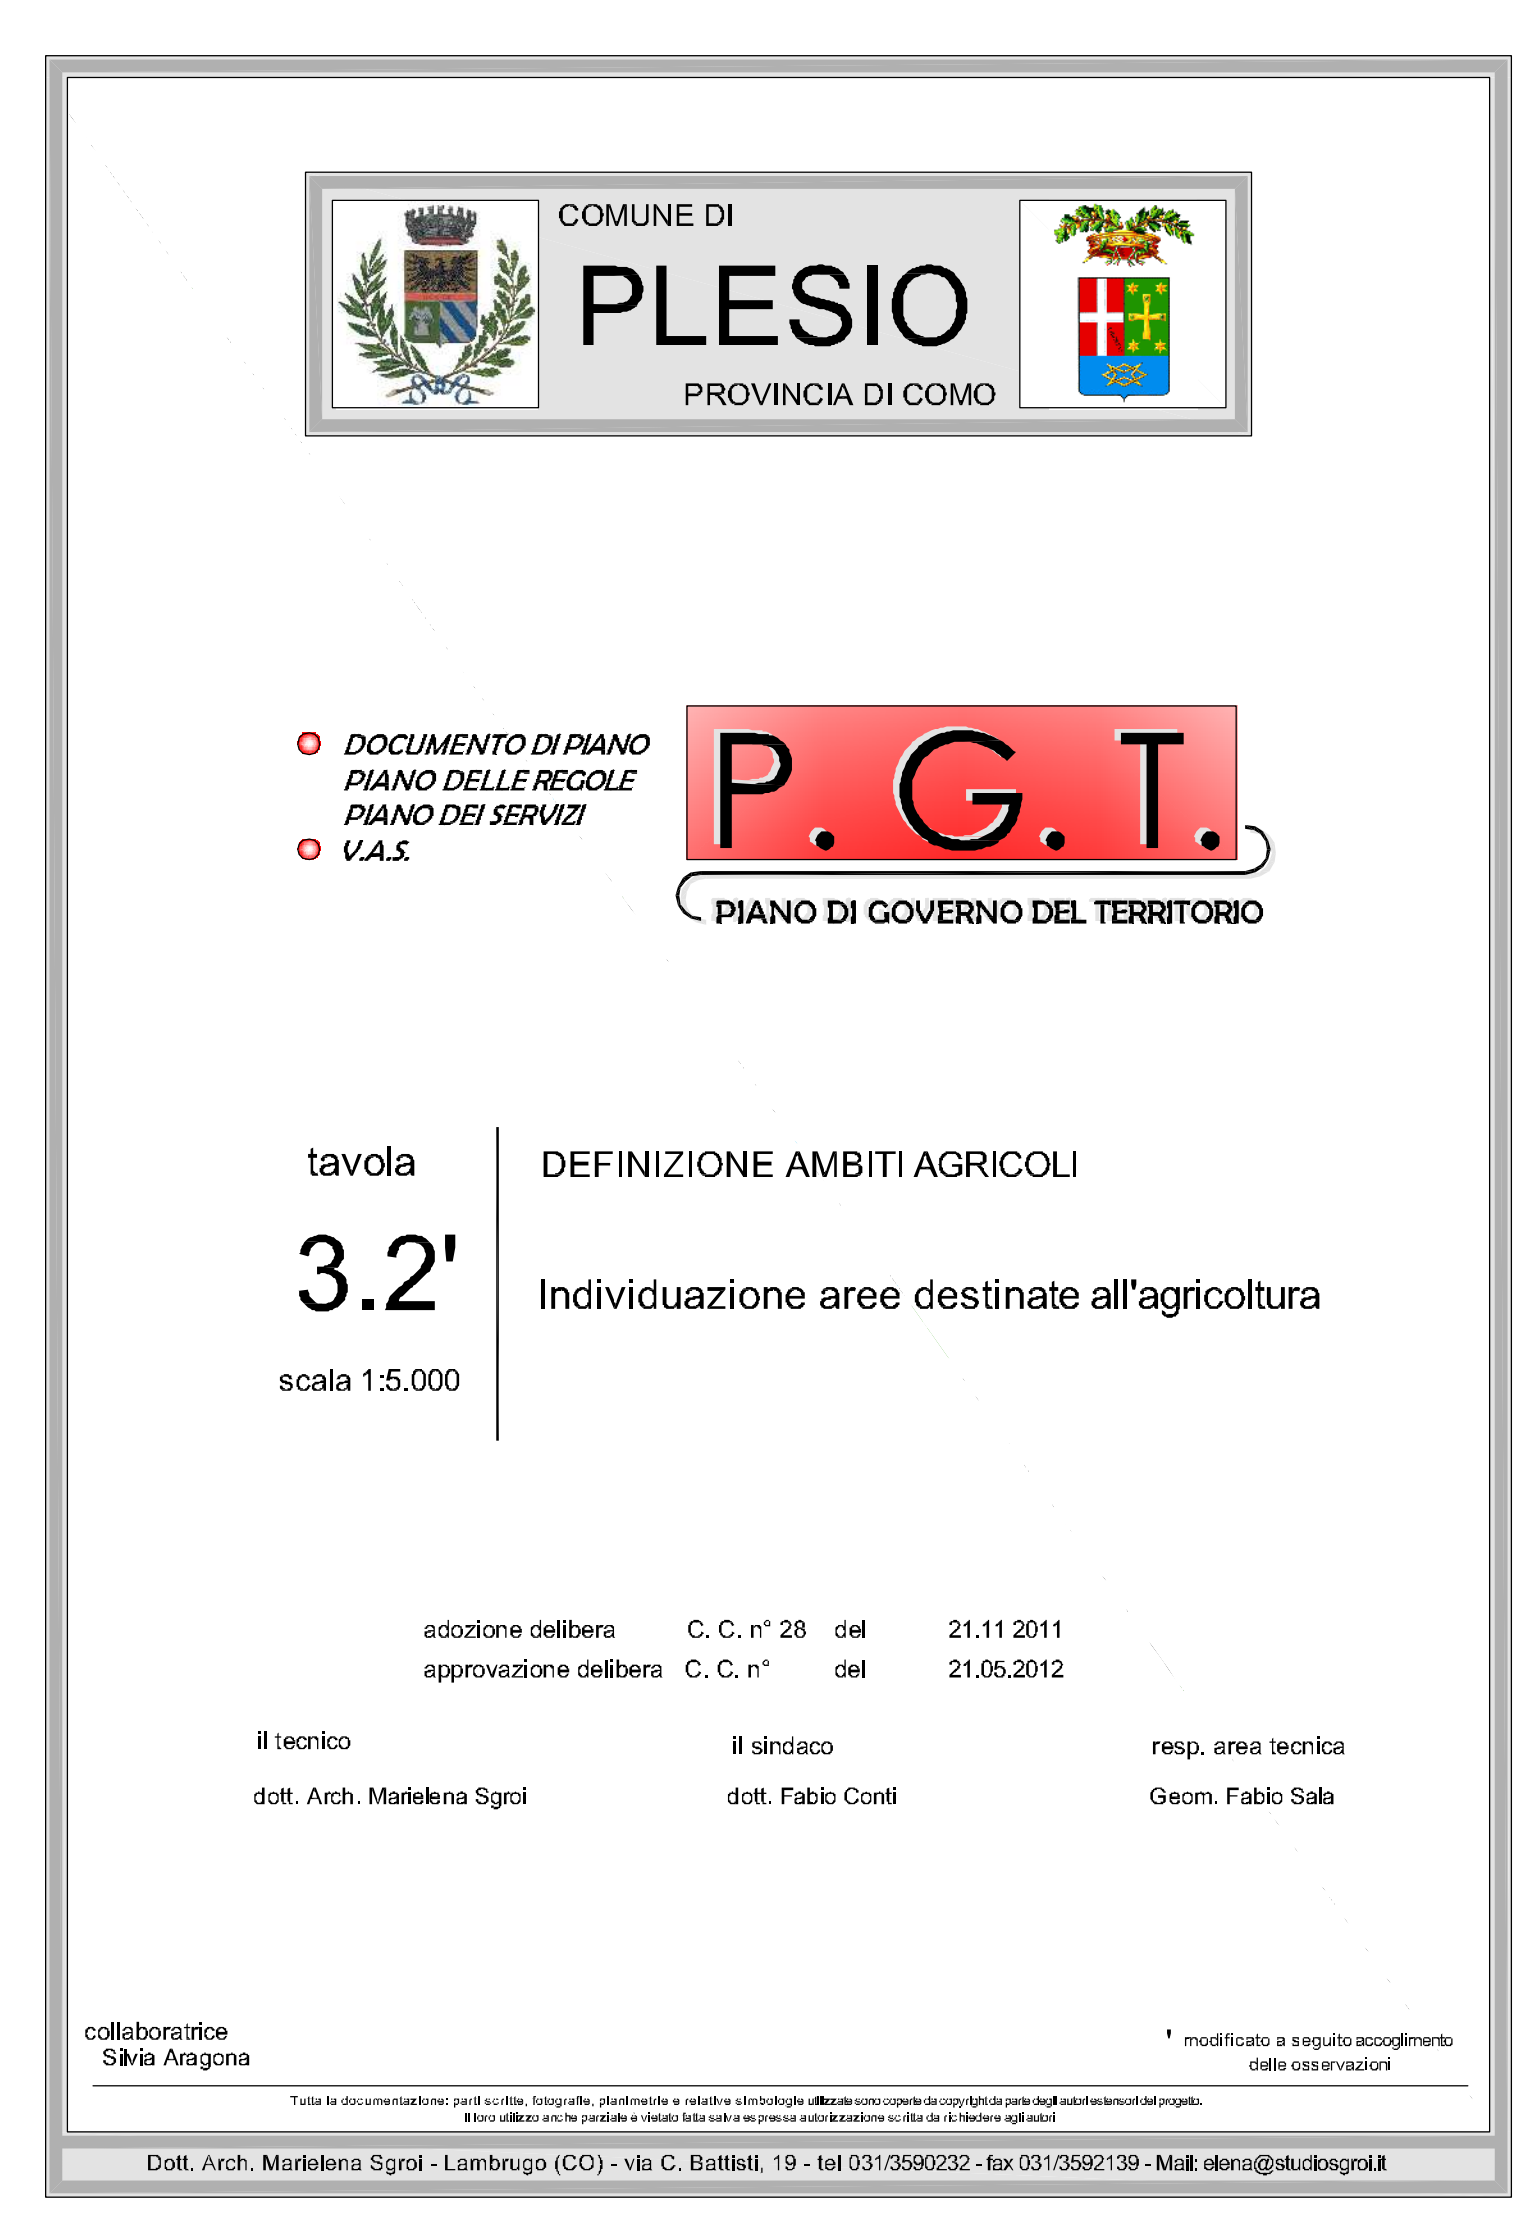 COMUNE DI
PLESIO
PROVINCIA DI COMO
DOCUMENTO DI PIANO
PIANO DELLE REGOLE
PIANO DEI SERVIZI
V.A.S.
P. G. T.
PIANO DI GOVERNO DEL TERRITORIO
tavola
3.2'
scala 1:5.000
DEFINIZIONE AMBITI AGRICOLI
Individuazione aree destinate all'agricoltura
adozione delibera C. C. n° 28 del 21.11 2011
approvazione delibera C. C. n° del 21.05.2012
il tecnico
dott. Arch. Marielena Sgroi
il sindaco
dott. Fabio Conti
resp. area tecnica
Geom. Fabio Sala
collaboratrice
Silvia Aragona
' modificato a seguito accoglimento
delle osservazioni
Tutta la documentazione: parti scritte, fotografie, planimetrie e relative simbologie utilizzate sono coperte da copyright da parte degli autori estensori del progetto.
Il loro utilizzo anche parziale è vietato fatta salva espressa autorizzazione scritta da richiedere agli autori
Dott. Arch. Marielena Sgroi - Lambrugo (CO) - via C. Battisti, 19 - tel 031/3590232 - fax 031/3592139 - Mail: elena@studiosgroi.it